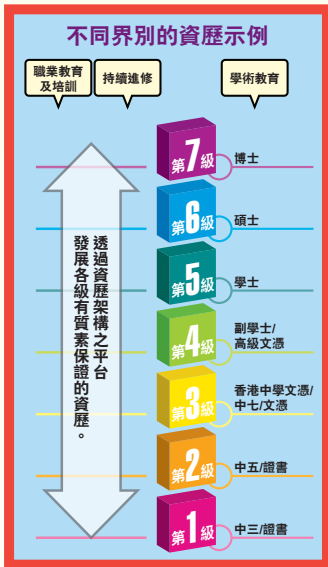 不同界別的資歷示例
職業教育
及培訓
持續進修
學術教育
透過資歷架構之平台
發展各級有質素保證的資歷。
第7級
博士
第6級
碩士
第5級
學士
第4級
副學士/
高級文憑
第3級
香港中學文憑/
中七/文憑
第2級
中五/證書
第1級
中三/證書